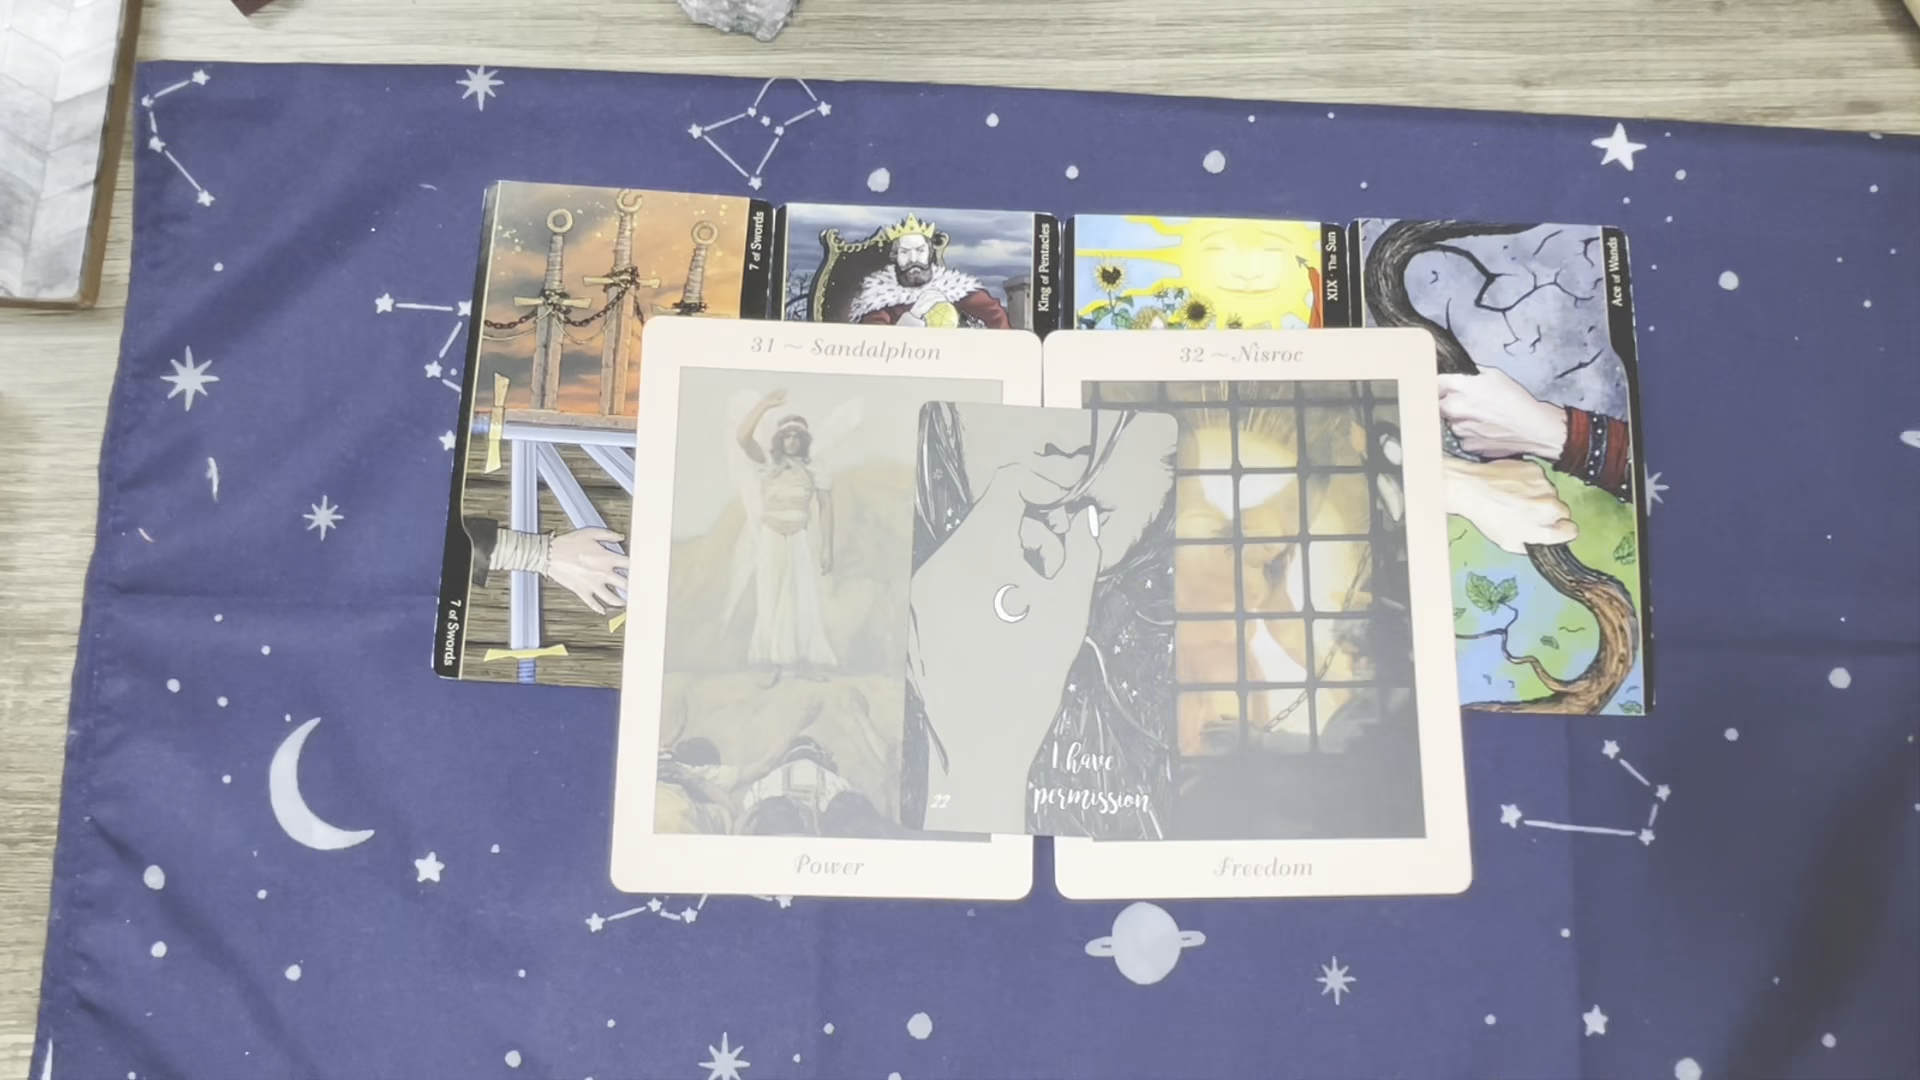 7 of Swords
King of Pentacles
XIX · The Sun
Ace of Wands
7 of Swords
31 ~ Sandalphon
Power
32 ~ Nisroc
Freedom
I have
permission
22